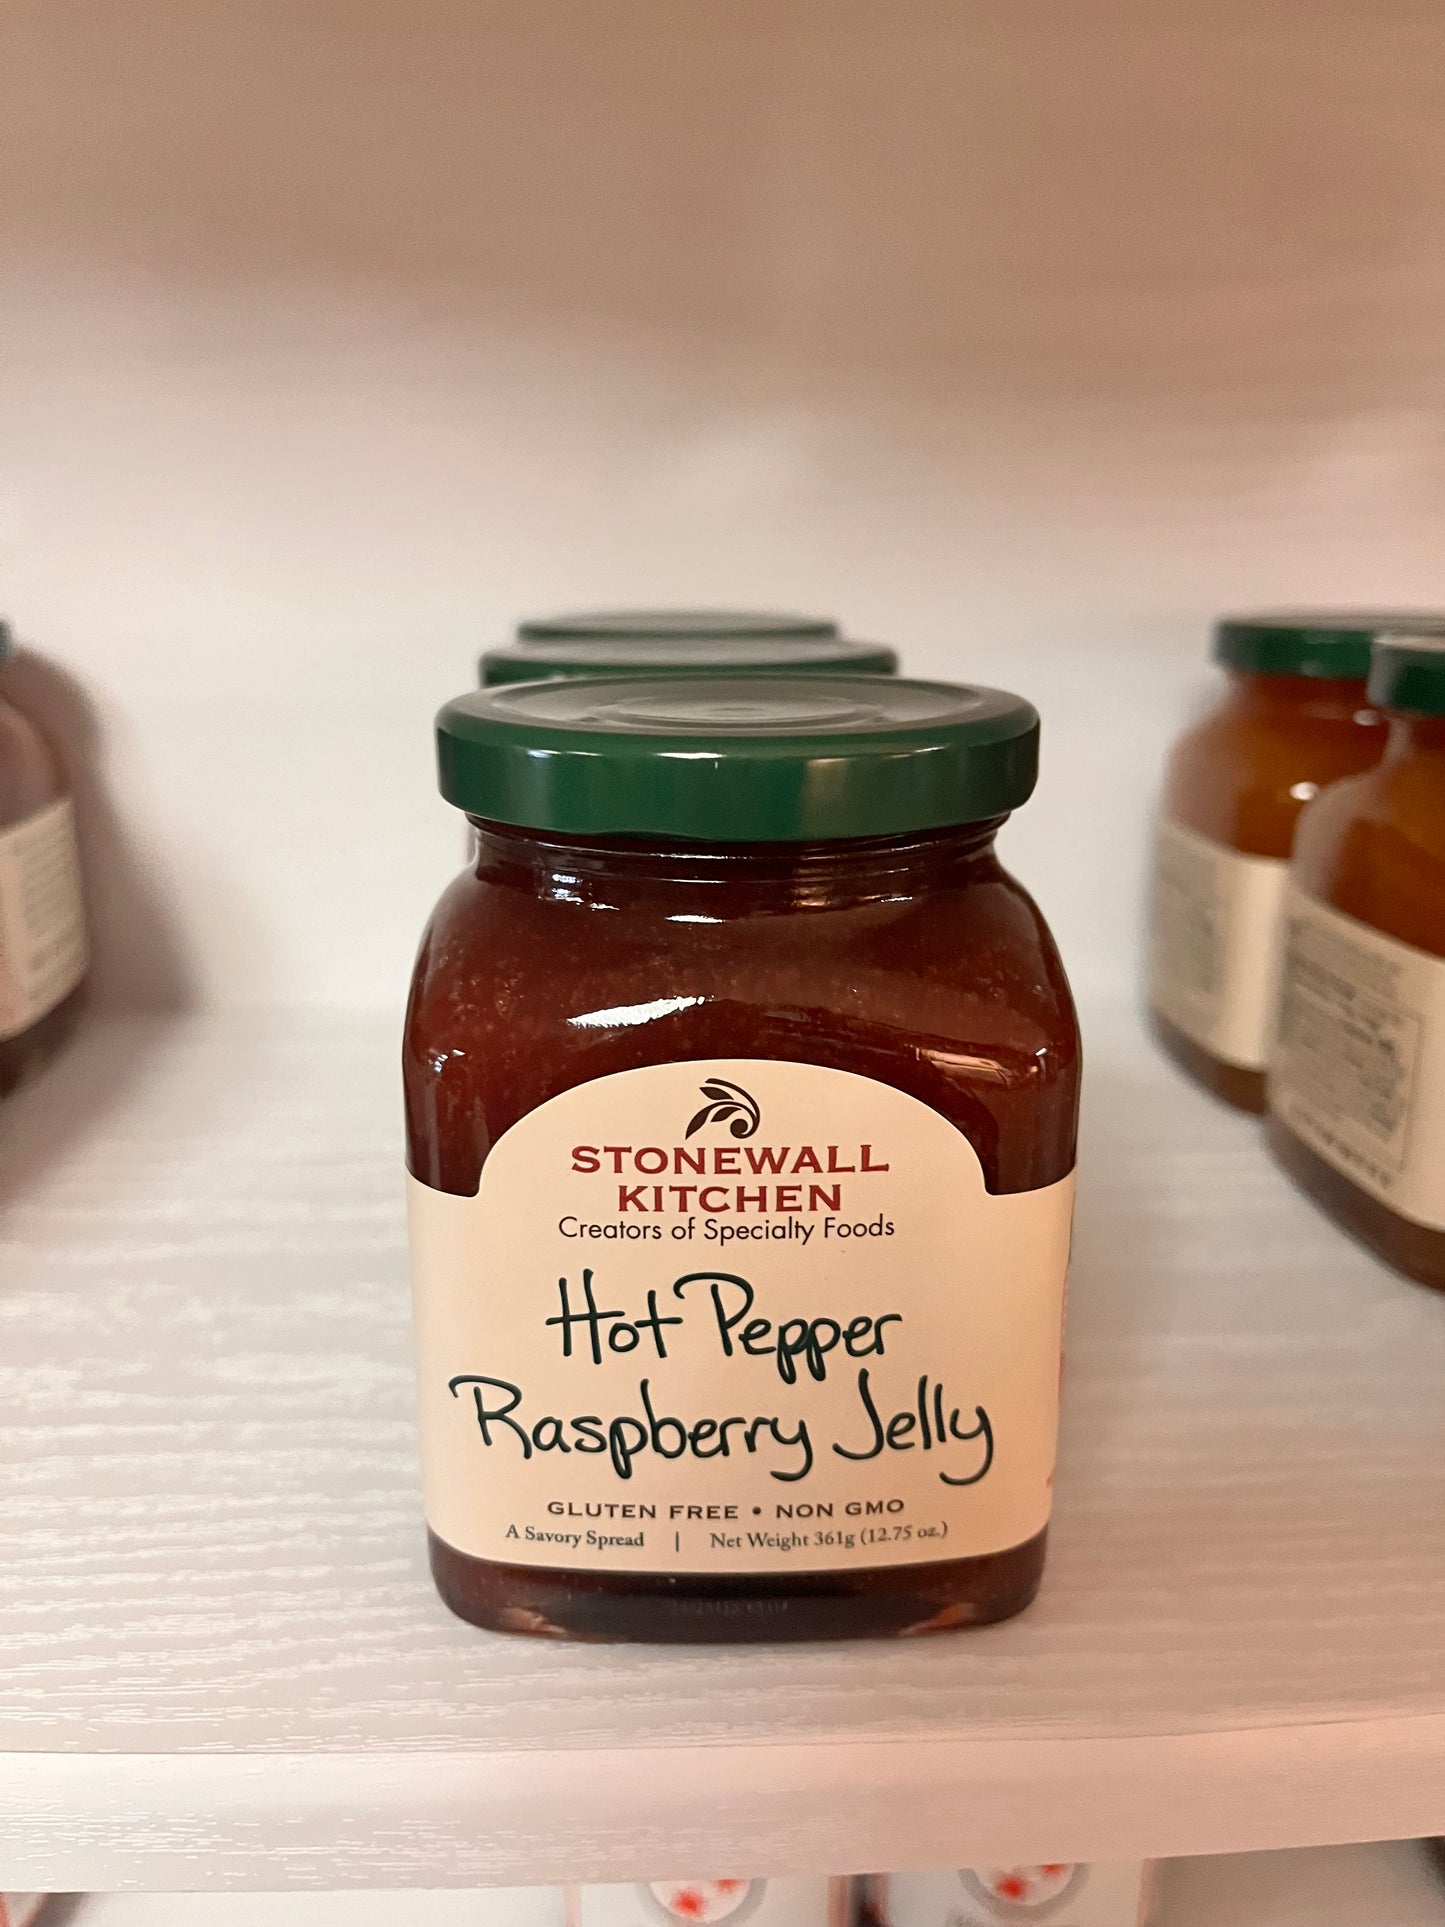 STONEWALL
KITCHEN
Creators of Specialty Foods
Hot Pepper
Raspberry Jelly
GLUTEN FREE • NON GMO
A Savory Spread | Net Weight 361g (12.75 oz.)